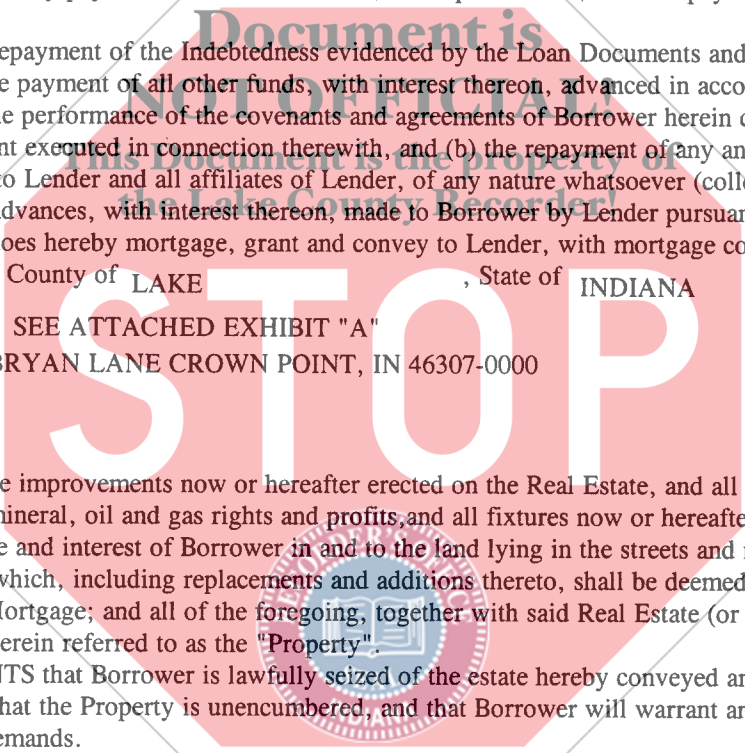 Document is
epayment of the Indebtedness evidenced by the Loan Documents and
e payment of all other funds, with interest thereon, advanced in acco
NOT OFFICIAL!
e performance of the covenants and agreements of Borrower herein c
nt executed in connection therewith, and (b) the repayment of any an
This Document is the property of
to Lender and all affiliates of Lender, of any nature whatsoever (colle
the Lake County Recorder!
dvances, with interest thereon, made to Borrower by Lender pursuan
oes hereby mortgage, grant and convey to Lender, with mortgage co
County of LAKE , State of INDIANA
SEE ATTACHED EXHIBIT "A"
BRYAN LANE CROWN POINT, IN 46307-0000
STOP
e improvements now or hereafter erected on the Real Estate, and all
mineral, oil and gas rights and profits,and all fixtures now or hereafte
e and interest of Borrower in and to the land lying in the streets and
which, including replacements and additions thereto, shall be deemed
Mortgage; and all of the foregoing, together with said Real Estate (or
erein referred to as the "Property".
NTS that Borrower is lawfully seized of the estate hereby conveyed an
hat the Property is unencumbered, and that Borrower will warrant an
emands.
INDIANA